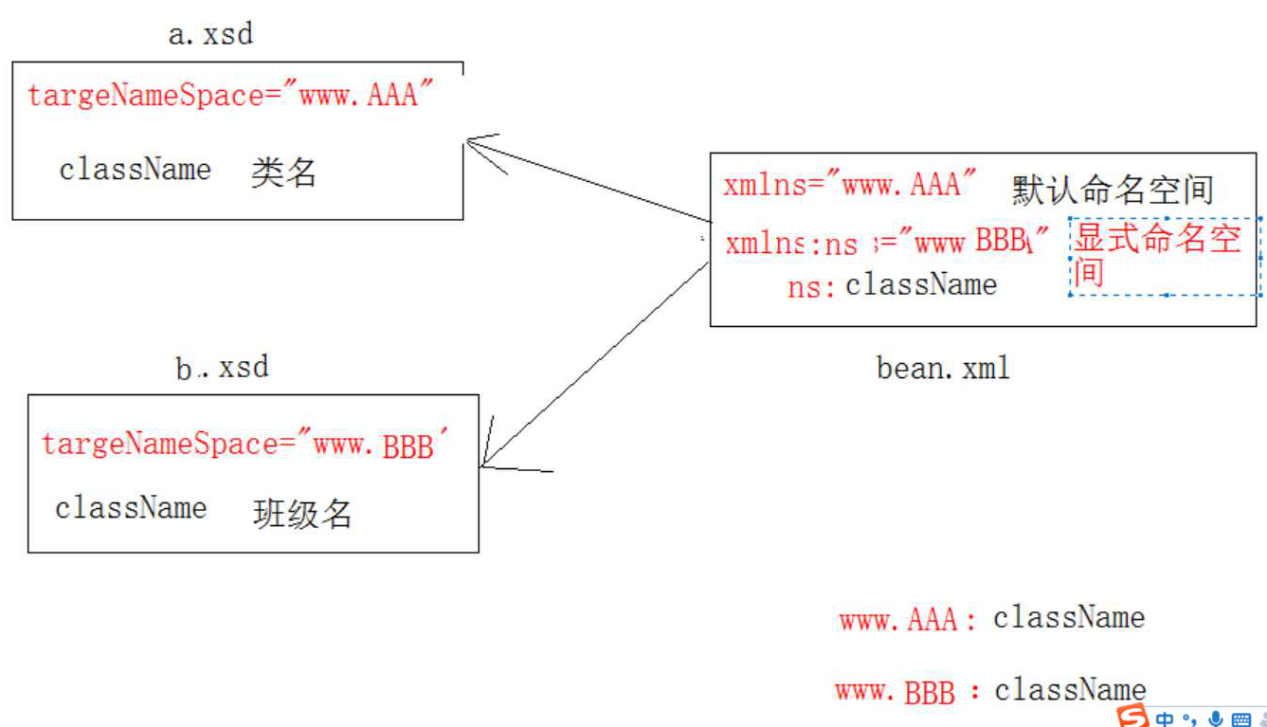 a.xsd
targeNameSpace="www.AAA"
className 类名
xmlns="www.AAA" 默认命名空间
xmlns:ns ="www BBB" 显式命名空
间
ns:className
bean.xml
b.xsd
targeNameSpace="www.BBB'
className 班级名
www.AAA: className
www.BBB : className
中